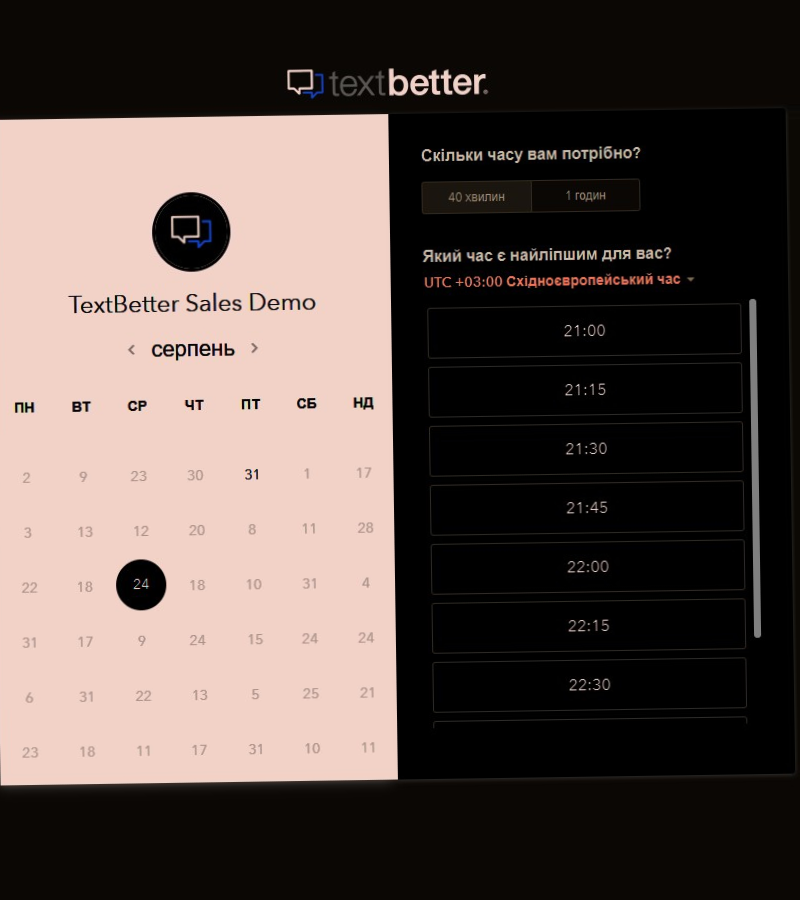 textbetter.
TextBetter Sales Demo
серпень
ПН ВТ СР ЧТ ПТ СБ НД
2 9 23 30 31 1 17
3 13 12 20 8 11 28
22 18 24 18 10 31 4
31 17 9 24 15 24 24
6 31 22 13 5 25 21
23 18 11 17 31 10 11
Скільки часу вам потрібно?
40 хвилин 1 годин
Який час є найліпшим для вас?
UTC +03:00 Східноєвропейський час
21:00
21:15
21:30
21:45
22:00
22:15
22:30